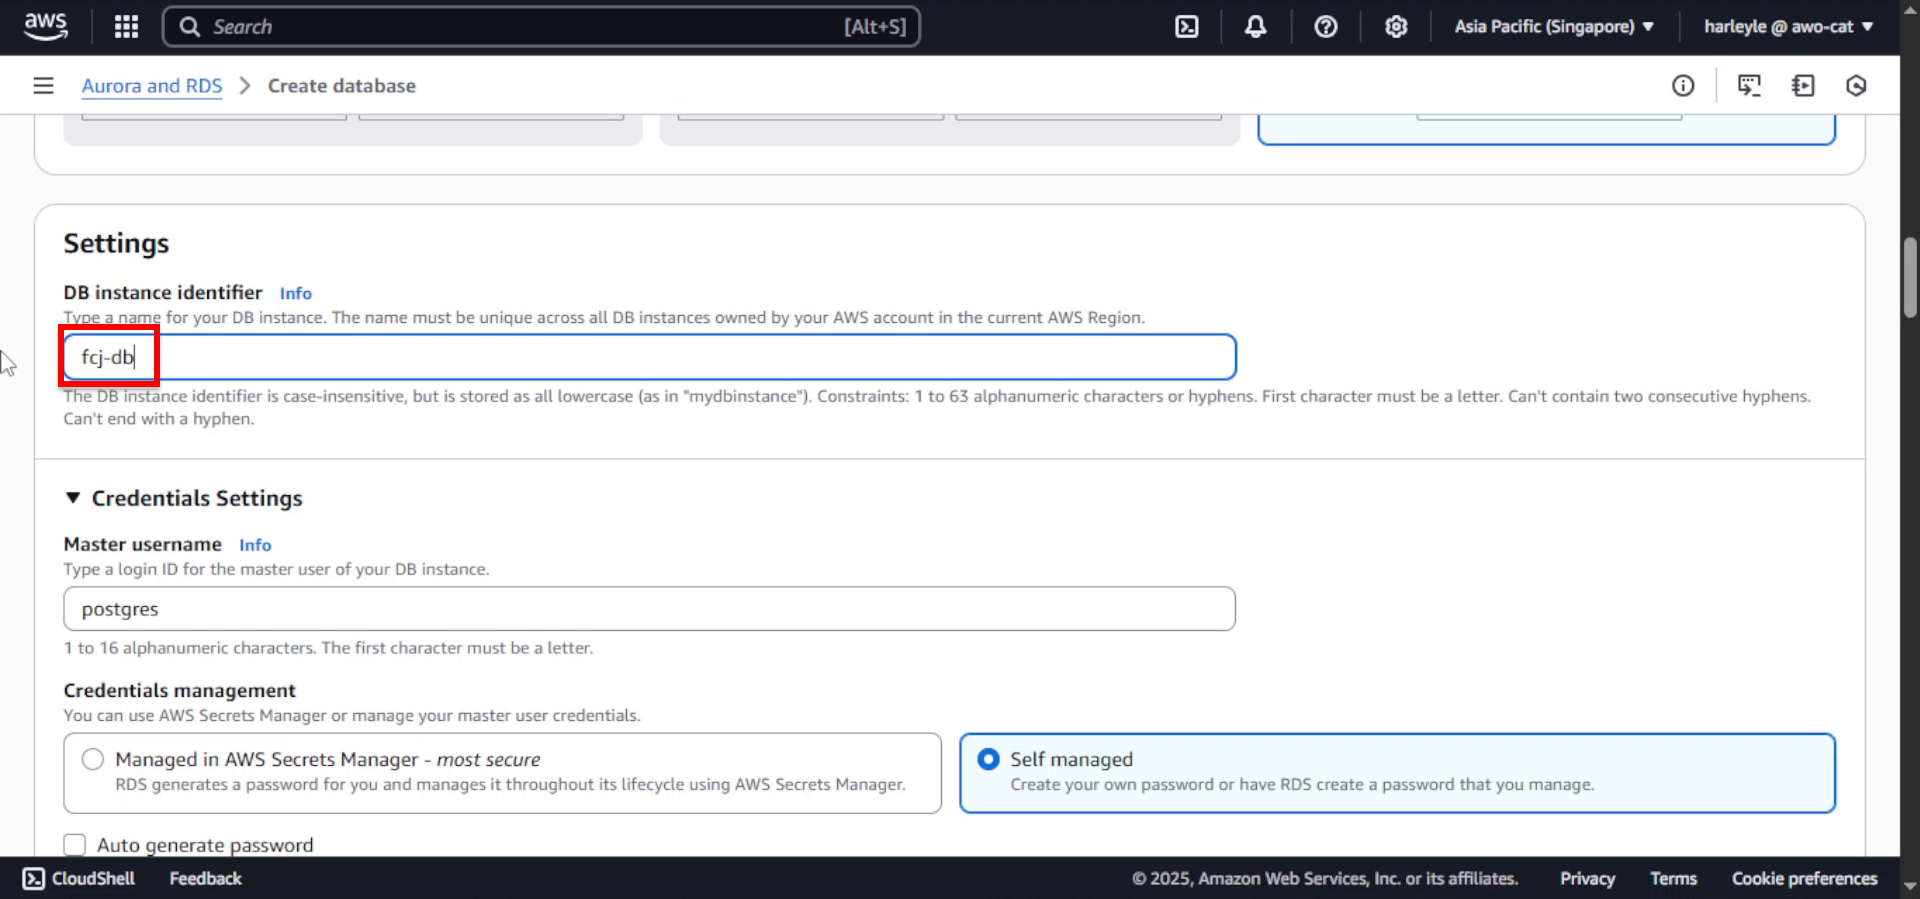 aws
Search [Alt+S]
Asia Pacific (Singapore)
harleyle @ awo-cat
Aurora and RDS > Create database
Settings
DB instance identifier Info
Type a name for your DB instance. The name must be unique across all DB instances owned by your AWS account in the current AWS Region.
fcj-db
The DB instance identifier is case-insensitive, but is stored as all lowercase (as in "mydbinstance"). Constraints: 1 to 63 alphanumeric characters or hyphens. First character must be a letter. Can't contain two consecutive hyphens.
Can't end with a hyphen.
Credentials Settings
Master username Info
Type a login ID for the master user of your DB instance.
postgres
1 to 16 alphanumeric characters. The first character must be a letter.
Credentials management
You can use AWS Secrets Manager or manage your master user credentials.
Managed in AWS Secrets Manager - most secure
RDS generates a password for you and manages it throughout its lifecycle using AWS Secrets Manager.
Self managed
Create your own password or have RDS create a password that you manage.
Auto generate password
CloudShell Feedback © 2025, Amazon Web Services, Inc. or its affiliates. Privacy Terms Cookie preferences